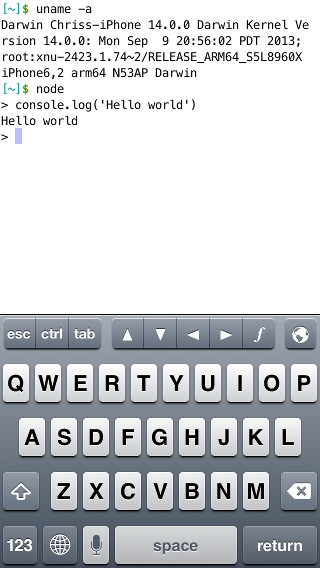 [~]$ uname -a
Darwin Chriss-iPhone 14.0.0 Darwin Kernel Ve
rsion 14.0.0: Mon Sep  9 20:56:02 PDT 2013;
root:xnu-2423.1.74~2/RELEASE_ARM64_S5L8960X
iPhone6,2 arm64 N53AP Darwin
[~]$ node
> console.log('Hello world')
Hello world
>
esc ctrl tab ▲ ▼ ◀ ▶ f
Q W E R T Y U I O P
A S D F G H J K L
Z X C V B N M
123 space return